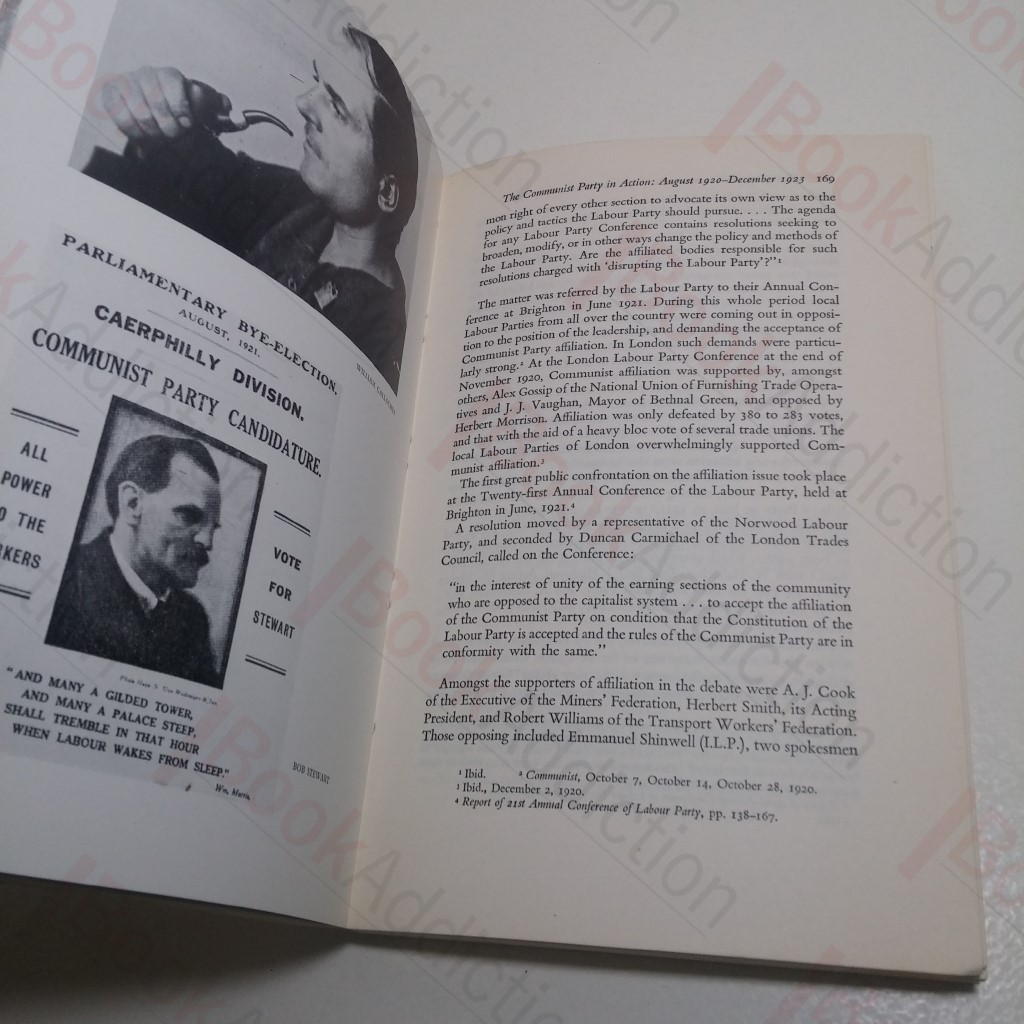 WILLIAM GALLACHER
PARLIAMENTARY BYE-ELECTION.
AUGUST, 1921.
CAERPHILLY DIVISION.
COMMUNIST PARTY CANDIDATURE.
ALL
POWER
O THE
RKERS
VOTE
FOR
STEWART
"AND MANY A GILDED TOWER,
AND MANY A PALACE STEEP,
SHALL TREMBLE IN THAT HOUR
WHEN LABOUR WAKES FROM SLEEP."
Wm. Morris.
BOB STEWART
The Communist Party in Action: August 1920–December 1923 169
mon right of every other section to advocate its own view as to the
policy and tactics the Labour Party should pursue. . . . The agenda
for any Labour Party Conference contains resolutions seeking to
broaden, modify, or in other ways change the policy and methods of
the Labour Party. Are the affiliated bodies responsible for such
resolutions charged with 'disrupting the Labour Party'?"¹
The matter was referred by the Labour Party to their Annual Con-
ference at Brighton in June 1921. During this whole period local
Labour Parties from all over the country were coming out in opposi-
tion to the position of the leadership, and demanding the acceptance of
Communist Party affiliation. In London such demands were particu-
larly strong.² At the London Labour Party Conference at the end of
November 1920, Communist affiliation was supported by, amongst
others, Alex Gossip of the National Union of Furnishing Trade Opera-
tives and J. J. Vaughan, Mayor of Bethnal Green, and opposed by
Herbert Morrison. Affiliation was only defeated by 380 to 283 votes,
and that with the aid of a heavy bloc vote of several trade unions. The
local Labour Parties of London overwhelmingly supported Com-
munist affiliation.³
The first great public confrontation on the affiliation issue took place
at the Twenty-first Annual Conference of the Labour Party, held at
Brighton in June, 1921.⁴
A resolution moved by a representative of the Norwood Labour
Party, and seconded by Duncan Carmichael of the London Trades
Council, called on the Conference:
"in the interest of unity of the earning sections of the community
who are opposed to the capitalist system . . . to accept the affiliation
of the Communist Party on condition that the Constitution of the
Labour Party is accepted and the rules of the Communist Party are in
conformity with the same."
Amongst the supporters of affiliation in the debate were A. J. Cook
of the Executive of the Miners' Federation, Herbert Smith, its Acting
President, and Robert Williams of the Transport Workers' Federation.
Those opposing included Emmanuel Shinwell (I.L.P.), two spokesmen
¹ Ibid. ² Communist, October 7, October 14, October 28, 1920.
³ Ibid., December 2, 1920.
⁴ Report of 21st Annual Conference of Labour Party, pp. 138–167.
BookAddiction